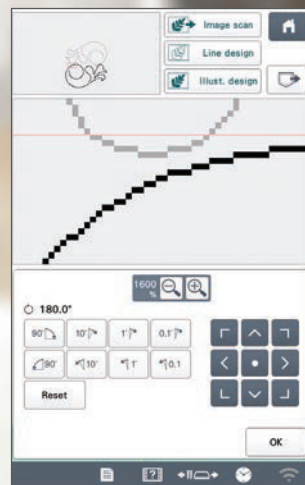 Image scan
Line design
Illust. design
1600
%
180.0°
90°
10°
1°
0.1°
90°
10°
1°
0.1
Reset
OK